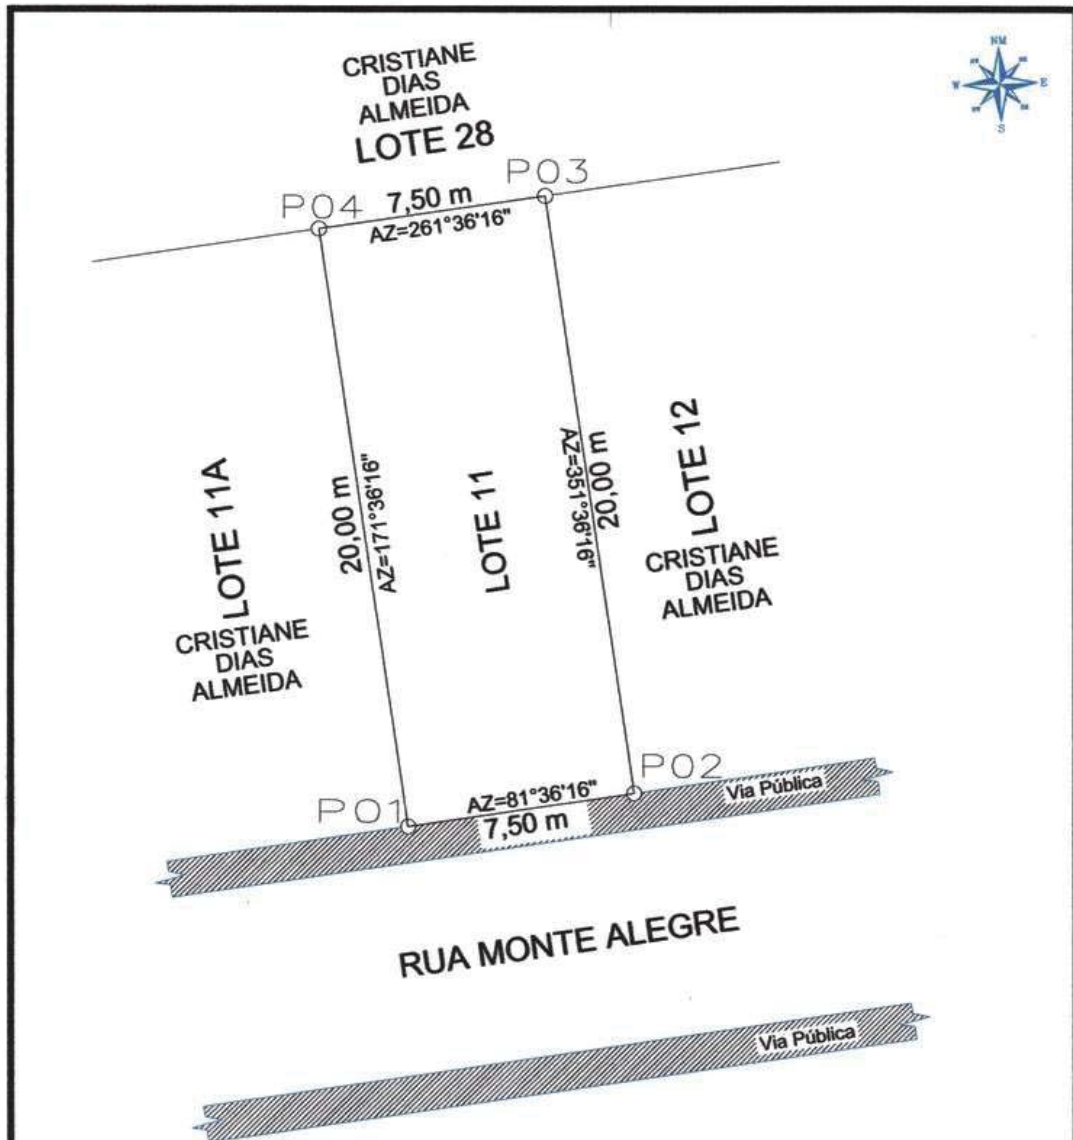 CRISTIANE
DIAS
ALMEIDA
LOTE 28
NM
W
E
S
P04
7,50 m
P03
AZ=261°36'16"
LOTE 11A
CRISTIANE
DIAS
ALMEIDA
20,00 m
AZ=171°36'16"
LOTE 11
AZ=351°36'16"
20,00 m
LOTE 12
CRISTIANE
DIAS
ALMEIDA
P01
AZ=81°36'16"
7,50 m
P02
Via Pública
RUA MONTE ALEGRE
Via Pública